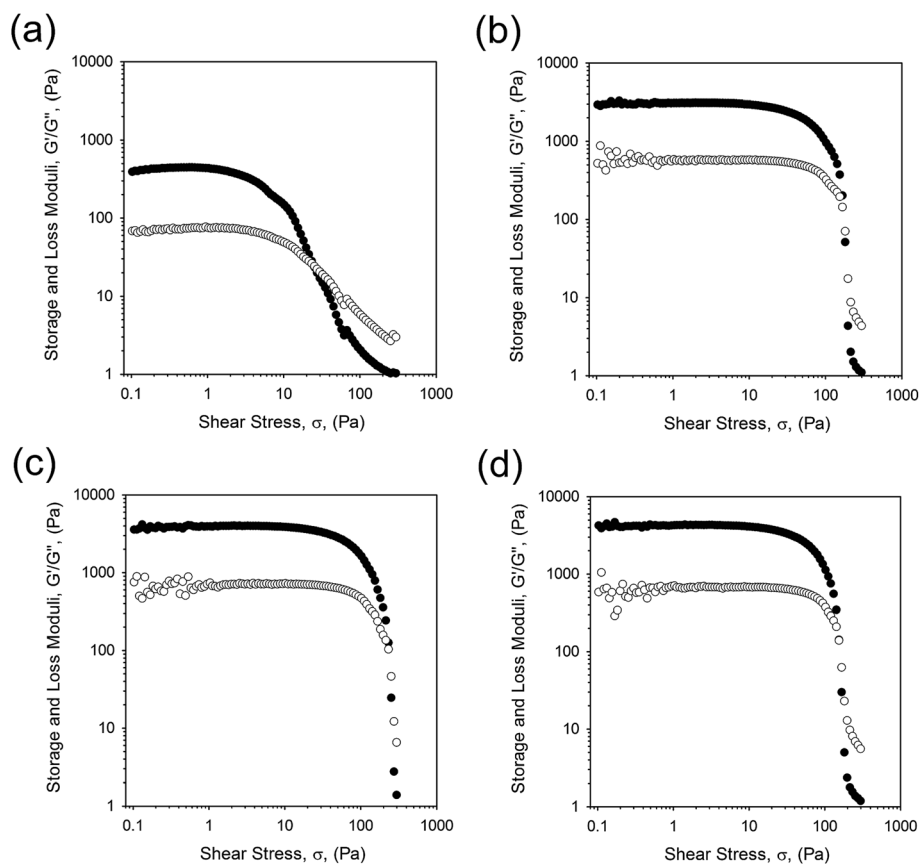 (a)
Storage and Loss Moduli, G'/G'', (Pa)
10000
1000
100
10
1
0.1 1 10 100 1000
Shear Stress, σ, (Pa)
(b)
Storage and Loss Moduli, G'/G'', (Pa)
10000
1000
100
10
1
0.1 1 10 100 1000
Shear Stress, σ, (Pa)
(c)
Storage and Loss Moduli, G'/G'', (Pa)
10000
1000
100
10
1
0.1 1 10 100 1000
Shear Stress, σ, (Pa)
(d)
Storage and Loss Moduli, G'/G'', (Pa)
10000
1000
100
10
1
0.1 1 10 100 1000
Shear Stress, σ, (Pa)